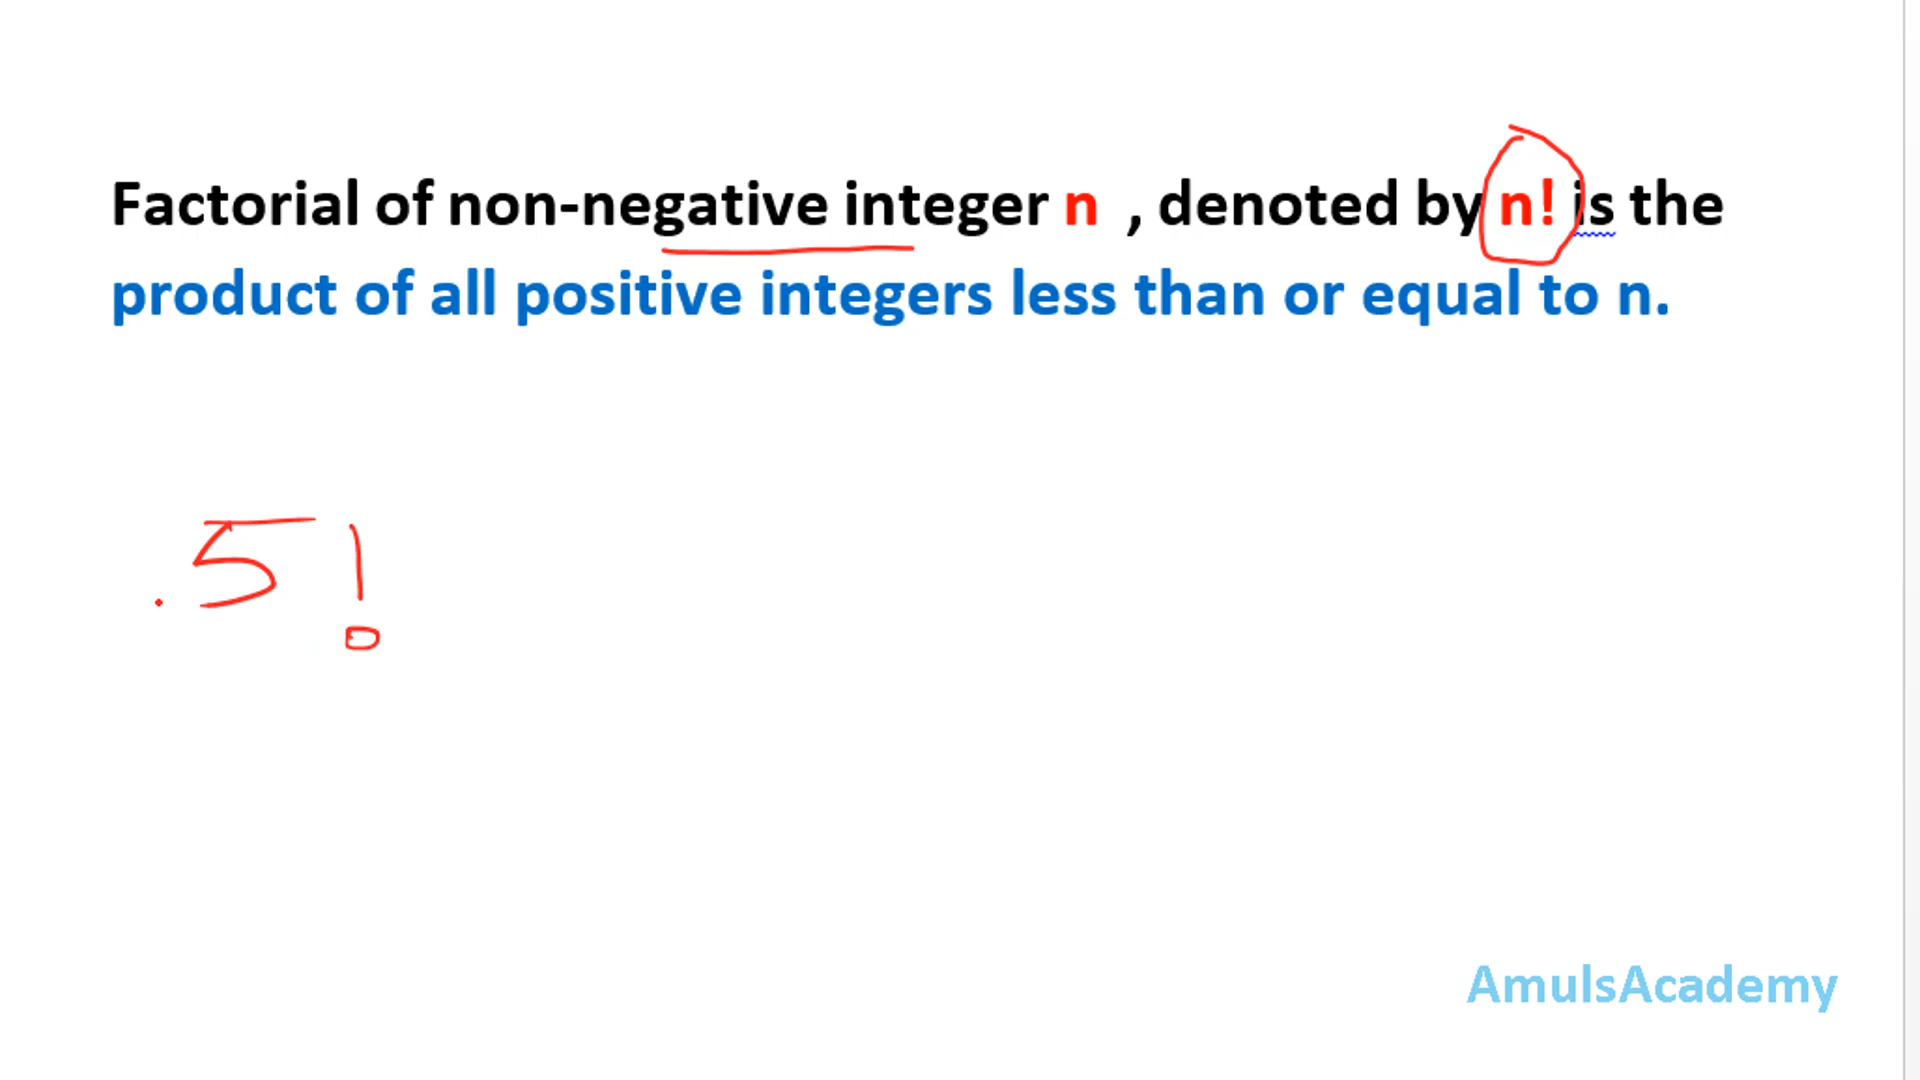 Factorial of non-negative integer n , denoted by n! is the
product of all positive integers less than or equal to n.
5!
AmulsAcademy